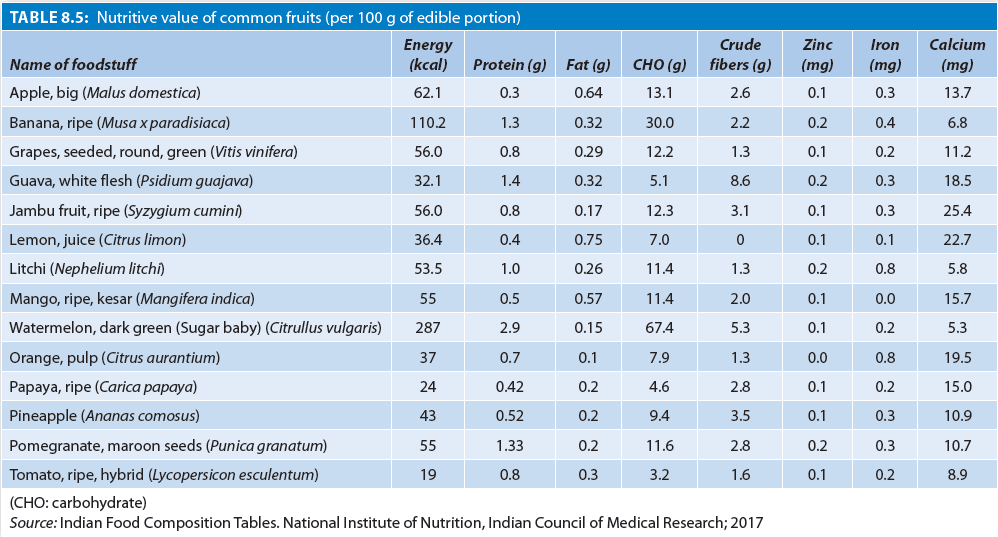 TABLE 8.5: Nutritive value of common fruits (per 100 g of edible portion)
Name of foodstuff Energy (kcal) Protein (g) Fat (g) CHO (g) Crude fibers (g) Zinc (mg) Iron (mg) Calcium (mg)
Apple, big (Malus domestica) 62.1 0.3 0.64 13.1 2.6 0.1 0.3 13.7
Banana, ripe (Musa x paradisiaca) 110.2 1.3 0.32 30.0 2.2 0.2 0.4 6.8
Grapes, seeded, round, green (Vitis vinifera) 56.0 0.8 0.29 12.2 1.3 0.1 0.2 11.2
Guava, white flesh (Psidium guajava) 32.1 1.4 0.32 5.1 8.6 0.2 0.3 18.5
Jambu fruit, ripe (Syzygium cumini) 56.0 0.8 0.17 12.3 3.1 0.1 0.3 25.4
Lemon, juice (Citrus limon) 36.4 0.4 0.75 7.0 0 0.1 0.1 22.7
Litchi (Nephelium litchi) 53.5 1.0 0.26 11.4 1.3 0.2 0.8 5.8
Mango, ripe, kesar (Mangifera indica) 55 0.5 0.57 11.4 2.0 0.1 0.0 15.7
Watermelon, dark green (Sugar baby) (Citrullus vulgaris) 287 2.9 0.15 67.4 5.3 0.1 0.2 5.3
Orange, pulp (Citrus aurantium) 37 0.7 0.1 7.9 1.3 0.0 0.8 19.5
Papaya, ripe (Carica papaya) 24 0.42 0.2 4.6 2.8 0.1 0.2 15.0
Pineapple (Ananas comosus) 43 0.52 0.2 9.4 3.5 0.1 0.3 10.9
Pomegranate, maroon seeds (Punica granatum) 55 1.33 0.2 11.6 2.8 0.2 0.3 10.7
Tomato, ripe, hybrid (Lycopersicon esculentum) 19 0.8 0.3 3.2 1.6 0.1 0.2 8.9
(CHO: carbohydrate)
Source: Indian Food Composition Tables. National Institute of Nutrition, Indian Council of Medical Research; 2017